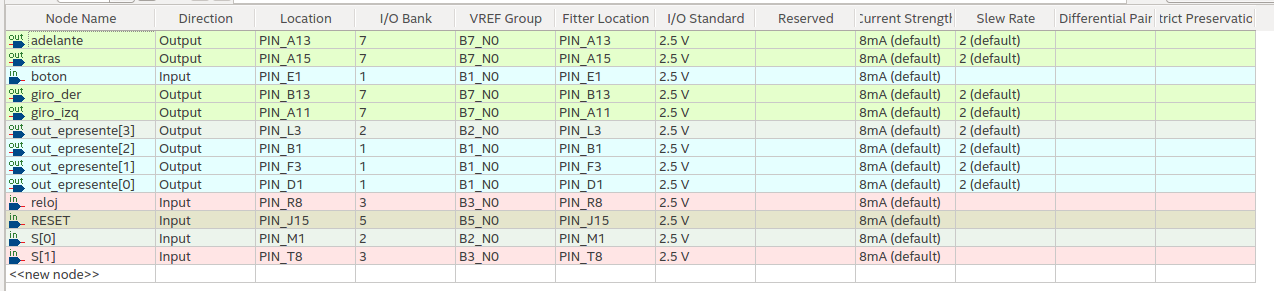 Node Name Direction Location I/O Bank VREF Group Fitter Location I/O Standard Reserved Current Strength Slew Rate Differential Pair trict Preservatic
out adelante Output PIN_A13 7 B7_N0 PIN_A13 2.5 V 8mA (default) 2 (default)
out atras Output PIN_A15 7 B7_N0 PIN_A15 2.5 V 8mA (default) 2 (default)
in boton Input PIN_E1 1 B1_N0 PIN_E1 2.5 V 8mA (default)
out giro_der Output PIN_B13 7 B7_N0 PIN_B13 2.5 V 8mA (default) 2 (default)
out giro_izq Output PIN_A11 7 B7_N0 PIN_A11 2.5 V 8mA (default) 2 (default)
out out_epresente[3] Output PIN_L3 2 B2_N0 PIN_L3 2.5 V 8mA (default) 2 (default)
out out_epresente[2] Output PIN_B1 1 B1_N0 PIN_B1 2.5 V 8mA (default) 2 (default)
out out_epresente[1] Output PIN_F3 1 B1_N0 PIN_F3 2.5 V 8mA (default) 2 (default)
out out_epresente[0] Output PIN_D1 1 B1_N0 PIN_D1 2.5 V 8mA (default) 2 (default)
in reloj Input PIN_R8 3 B3_N0 PIN_R8 2.5 V 8mA (default)
in RESET Input PIN_J15 5 B5_N0 PIN_J15 2.5 V 8mA (default)
in S[0] Input PIN_M1 2 B2_N0 PIN_M1 2.5 V 8mA (default)
in S[1] Input PIN_T8 3 B3_N0 PIN_T8 2.5 V 8mA (default)
<<new node>>